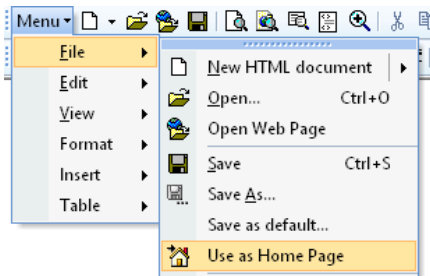 Menu
File
Edit
View
Format
Insert
Table
New HTML document
Open... Ctrl+O
Open Web Page
Save Ctrl+S
Save As...
Save as default...
Use as Home Page